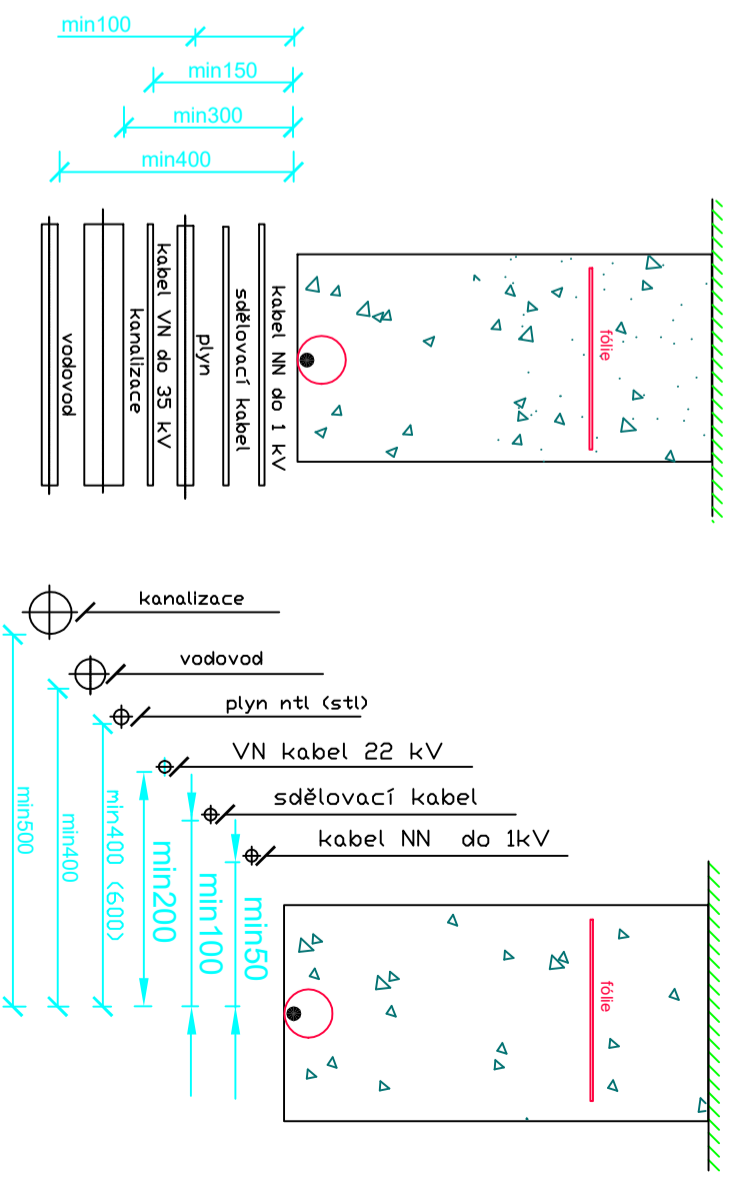 min100
min150
min300
min400
fólie
kabel NN do 1 kV
sdělovací kabel
plyn
kabel VN do 35 kV
kanalizace
vodovod
kanalizace
vodovod
plyn ntl (stl)
VN kabel 22 kV
sdělovací kabel
kabel NN do 1kV
min50
min100
min200
min400 (600)
min400
min500
fólie